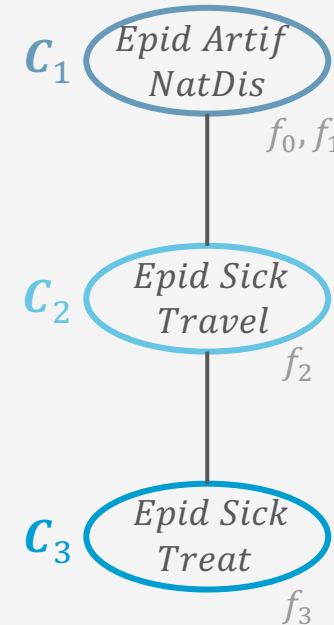 C₁
Epid Artif
NatDis
f₀, f₁
C₂
Epid Sick
Travel
f₂
C₃
Epid Sick
Treat
f₃